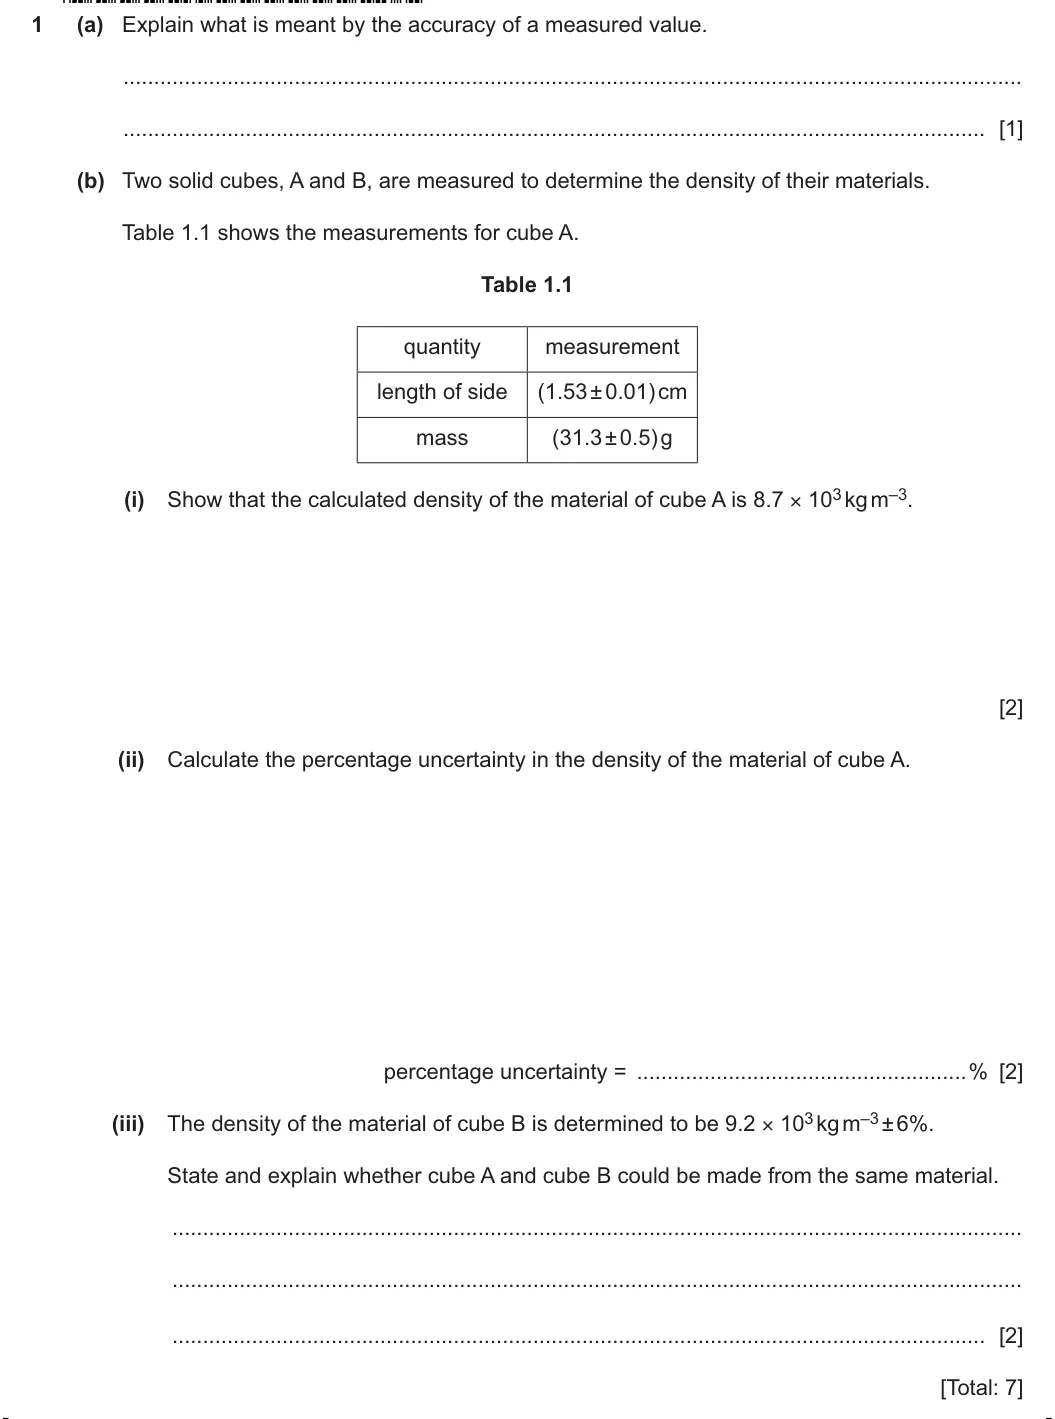 1 (a) Explain what is meant by the accuracy of a measured value.
..........................................................................................................................................................
.................................................................................................................................................... [1]
(b) Two solid cubes, A and B, are measured to determine the density of their materials.
Table 1.1 shows the measurements for cube A.
Table 1.1
quantity measurement
length of side (1.53 ± 0.01) cm
mass (31.3 ± 0.5) g
(i) Show that the calculated density of the material of cube A is 8.7 × 10³ kg m⁻³.
[2]
(ii) Calculate the percentage uncertainty in the density of the material of cube A.
percentage uncertainty = ...................................................... % [2]
(iii) The density of the material of cube B is determined to be 9.2 × 10³ kg m⁻³ ± 6%.
State and explain whether cube A and cube B could be made from the same material.
..................................................................................................................................................
..................................................................................................................................................
............................................................................................................................................ [2]
[Total: 7]